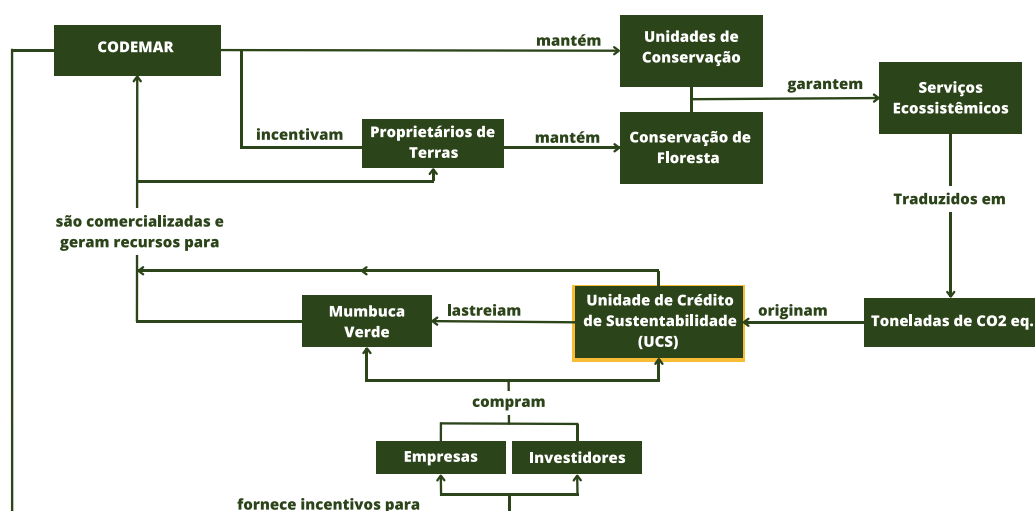 CODEMAR
mantém
Unidades de
Conservação
garantem
Serviços
Ecossistêmicos
incentivam
Proprietários de
Terras
mantém
Conservação de
Floresta
Traduzidos em
são comercializadas e
geram recursos para
Mumbuca
Verde
lastreiam
Unidade de Crédito
de Sustentabilidade
(UCS)
originam
Toneladas de CO2 eq.
compram
Empresas
Investidores
fornece incentivos para